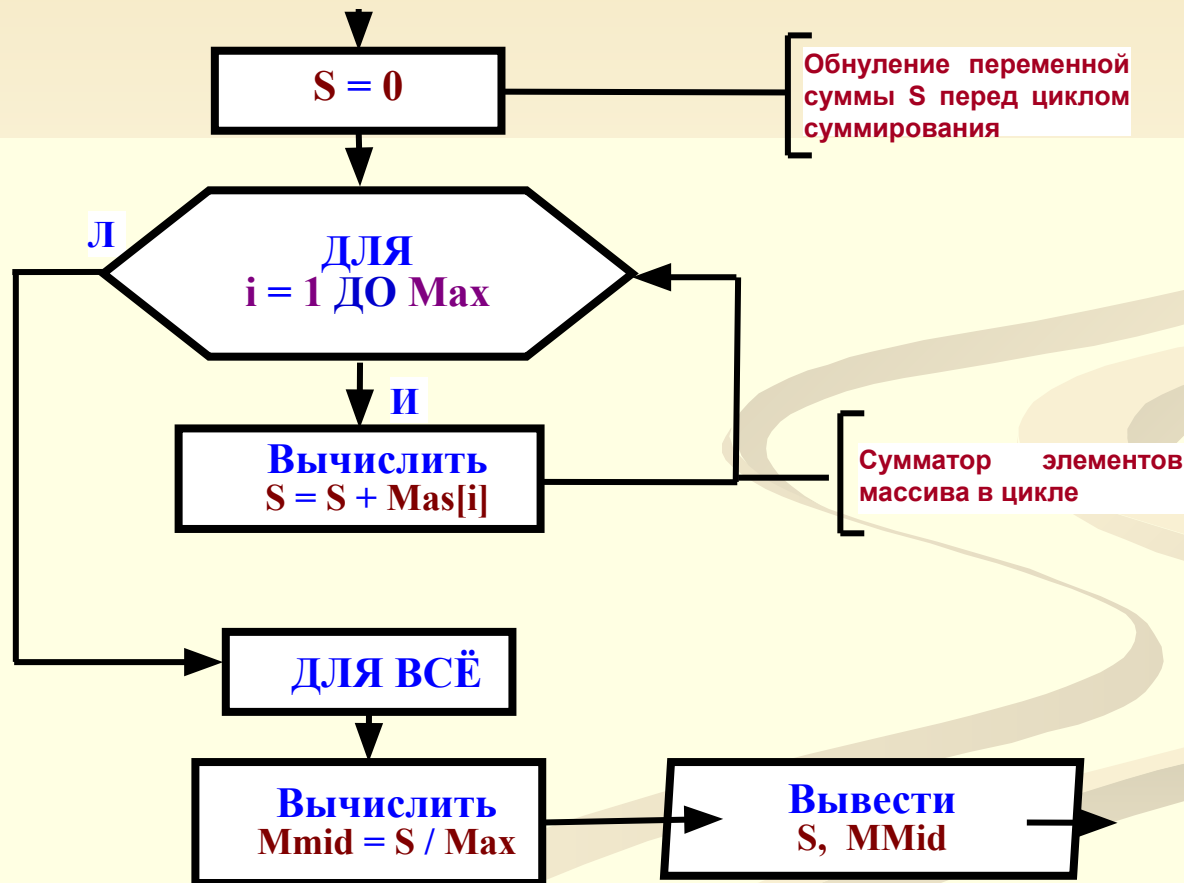 S = 0
Обнуление переменной
суммы S перед циклом
суммирования
Л
ДЛЯ
i = 1 ДО Max
И
Вычислить
S = S + Mas[i]
Сумматор элементов
массива в цикле
ДЛЯ ВСЁ
Вычислить
Mmid = S / Max
Вывести
S, MMid